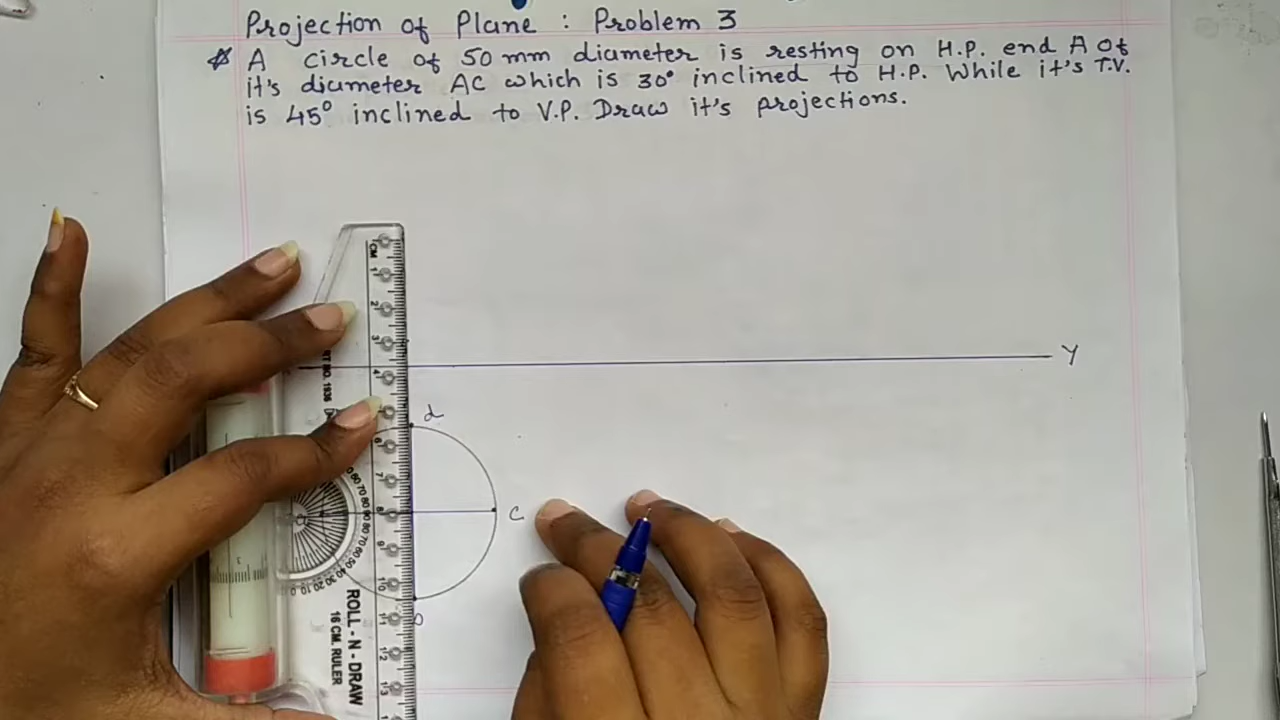 Projection of Plane : Problem 3
A circle of 50 mm diameter is resting on H.P. end A of
it's diameter AC which is 30° inclined to H.P. While it's T.V.
is 45° inclined to V.P. Draw it's projections.
CM
Y
d
C
ROLL - N - DRAW
16 CM. RULER